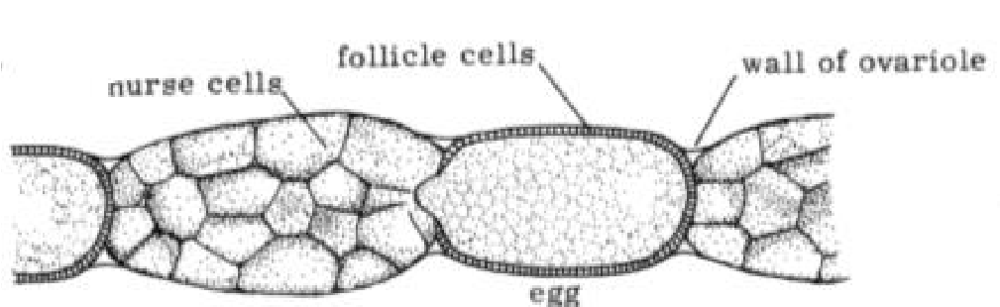 follicle cells
wall of ovariole
nurse cells
egg